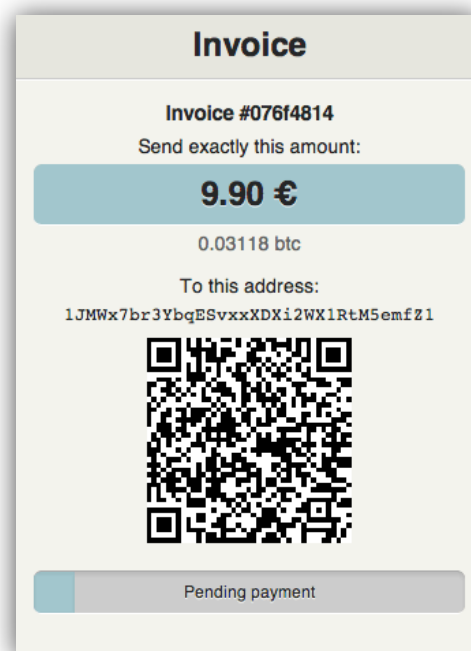 Invoice
Invoice #076f4814
Send exactly this amount:
9.90 €
0.03118 btc
To this address:
1JMWx7br3YbqESvxxXDXi2WX1RtM5emfZ1
Pending payment